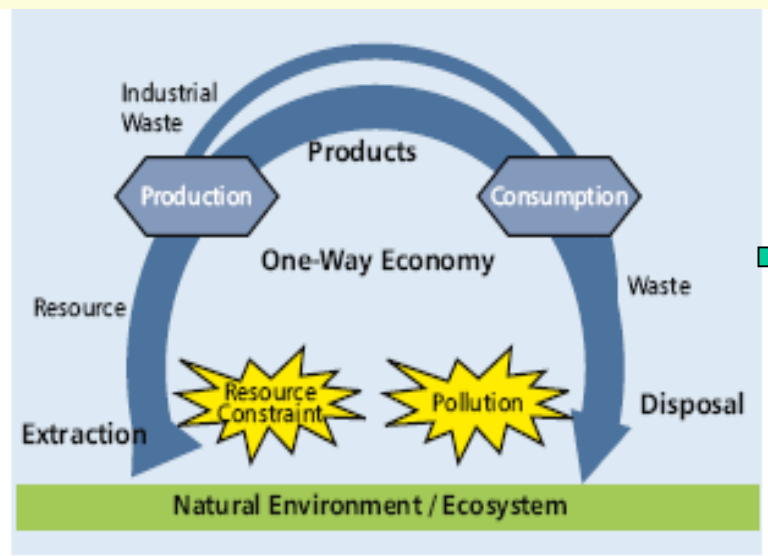 Industrial
Waste
Products
Production
Consumption
One-Way Economy
Resource
Waste
Resource
Constraint
Pollution
Extraction
Disposal
Natural Environment / Ecosystem